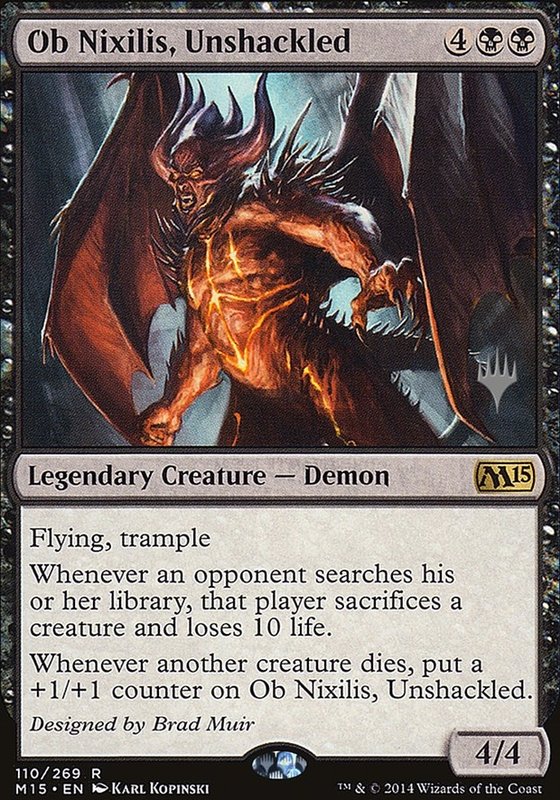 Ob Nixilis, Unshackled 4
Legendary Creature — Demon M15
Flying, trample
Whenever an opponent searches his
or her library, that player sacrifices a
creature and loses 10 life.
Whenever another creature dies, put a
+1/+1 counter on Ob Nixilis, Unshackled.
Designed by Brad Muir
4/4
110/269 R
M15 • EN Karl Kopinski ™ & © 2014 Wizards of the Coast